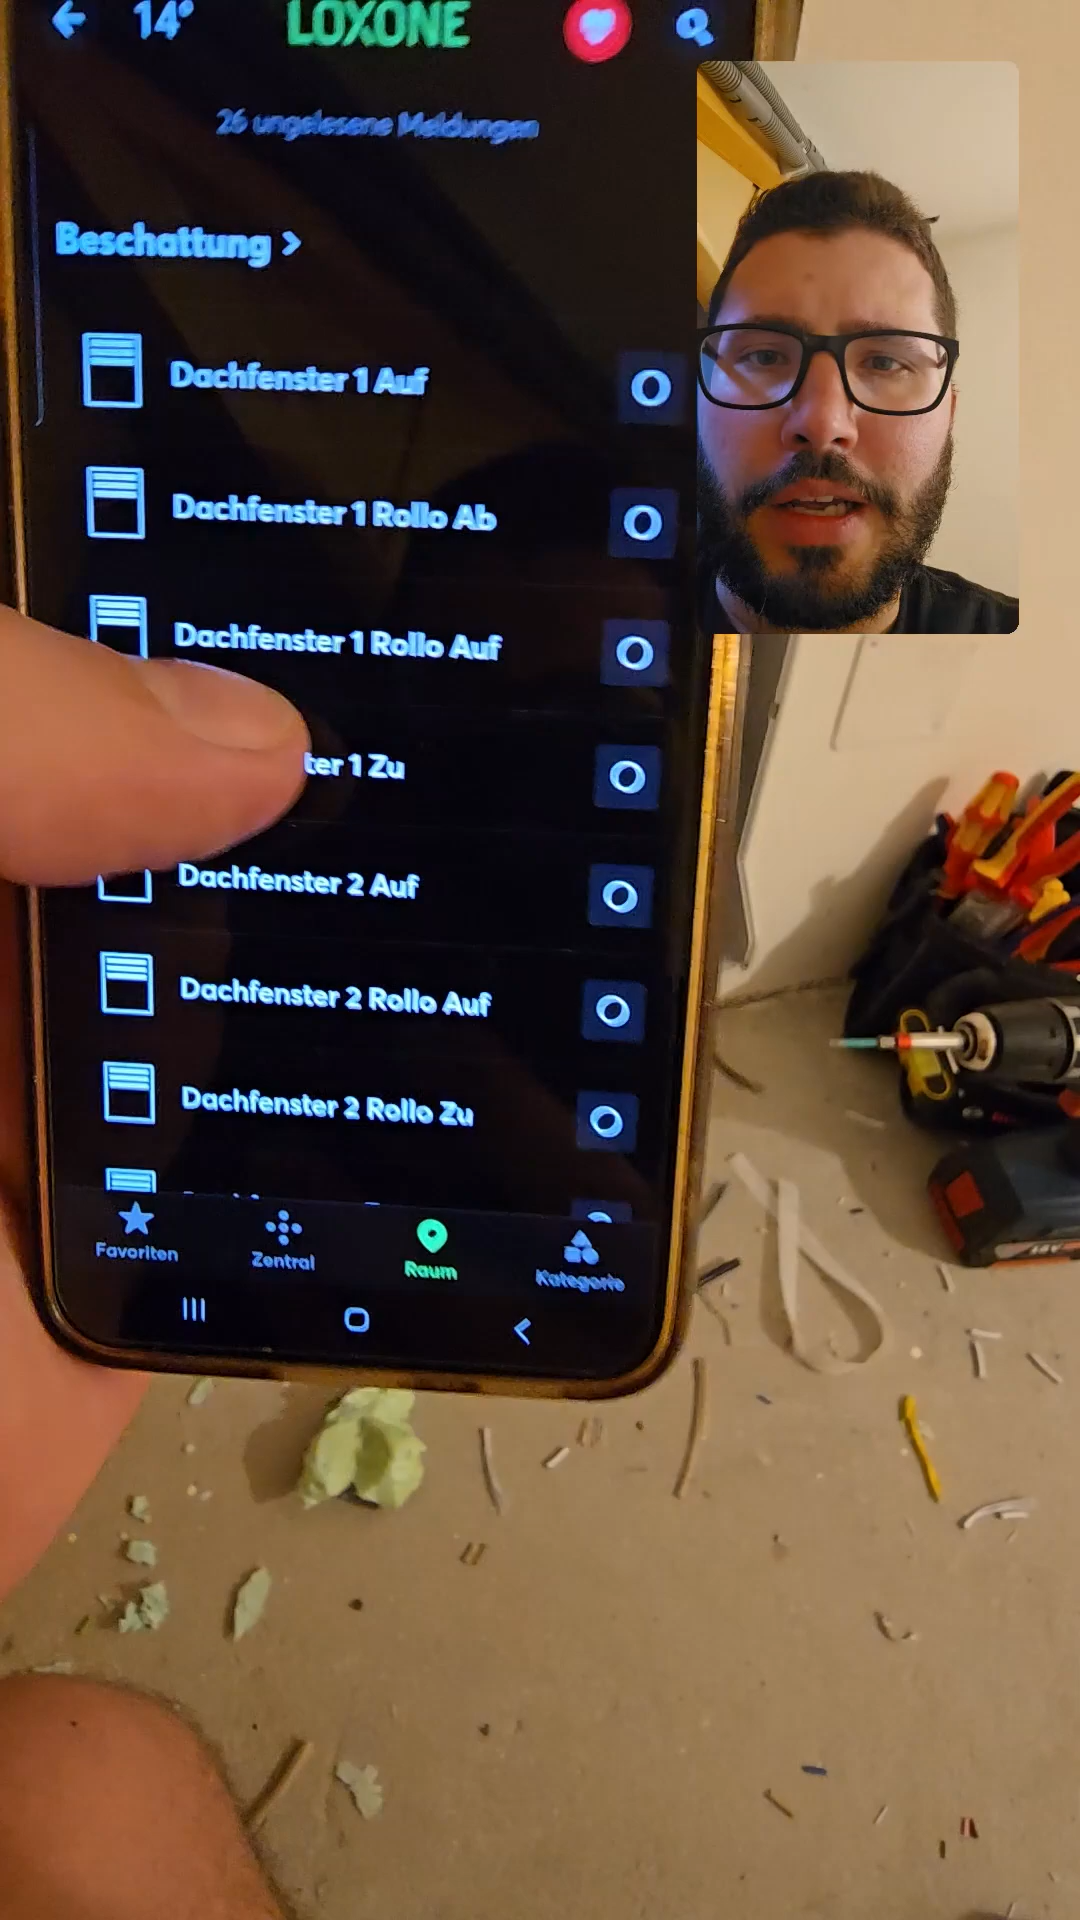 14°
LOXONE
26 ungelesene Meldungen
Beschattung >
Dachfenster 1 Auf
Dachfenster 1 Rollo Ab
Dachfenster 1 Rollo Auf
ter 1 Zu
Dachfenster 2 Auf
Dachfenster 2 Rollo Auf
Dachfenster 2 Rollo Zu
Favoriten
Zentral
Raum
Kategorie